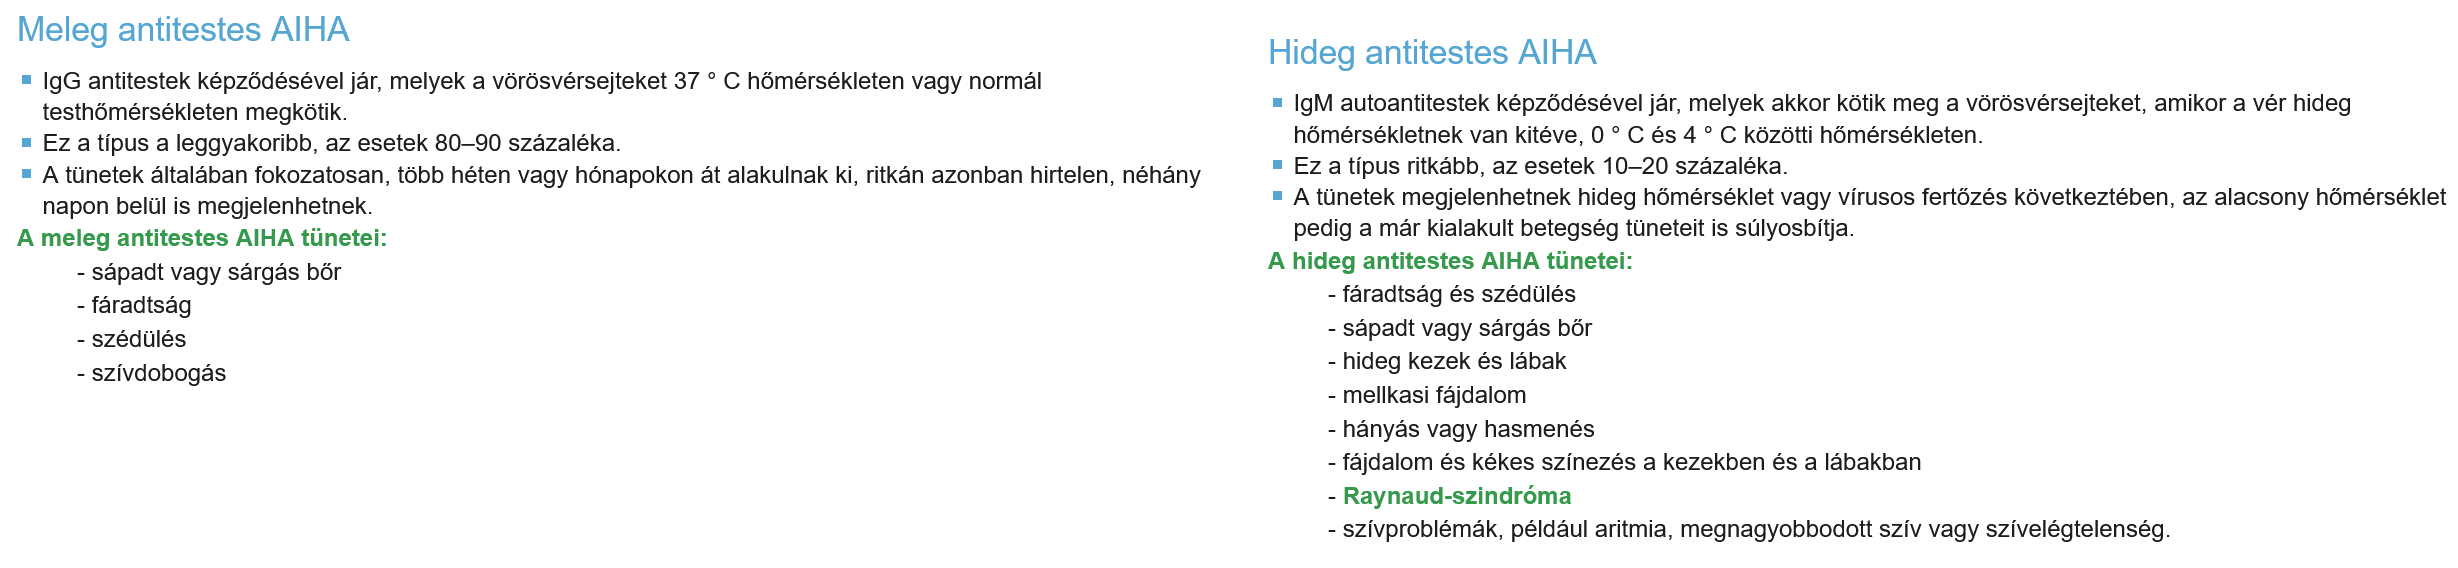 Meleg antitestes AIHA
IgG antitestek képződésével jár, melyek a vörösvérsejteket 37 ° C hőmérsékleten vagy normál
testhőmérsékleten megkötik.
Ez a típus a leggyakoribb, az esetek 80–90 százaléka.
A tünetek általában fokozatosan, több héten vagy hónapokon át alakulnak ki, ritkán azonban hirtelen, néhány
napon belül is megjelenhetnek.
A meleg antitestes AIHA tünetei:
- sápadt vagy sárgás bőr
- fáradtság
- szédülés
- szívdobogás
Hideg antitestes AIHA
IgM autoantitestek képződésével jár, melyek akkor kötik meg a vörösvérsejteket, amikor a vér hideg
hőmérsékletnek van kitéve, 0 ° C és 4 ° C közötti hőmérsékleten.
Ez a típus ritkább, az esetek 10–20 százaléka.
A tünetek megjelenhetnek hideg hőmérséklet vagy vírusos fertőzés következtében, az alacsony hőmérséklet
pedig a már kialakult betegség tüneteit is súlyosbítja.
A hideg antitestes AIHA tünetei:
- fáradtság és szédülés
- sápadt vagy sárgás bőr
- hideg kezek és lábak
- mellkasi fájdalom
- hányás vagy hasmenés
- fájdalom és kékes színezés a kezekben és a lábakban
- Raynaud-szindróma
- szívproblémák, például aritmia, megnagyobbodott szív vagy szívelégtelenség.